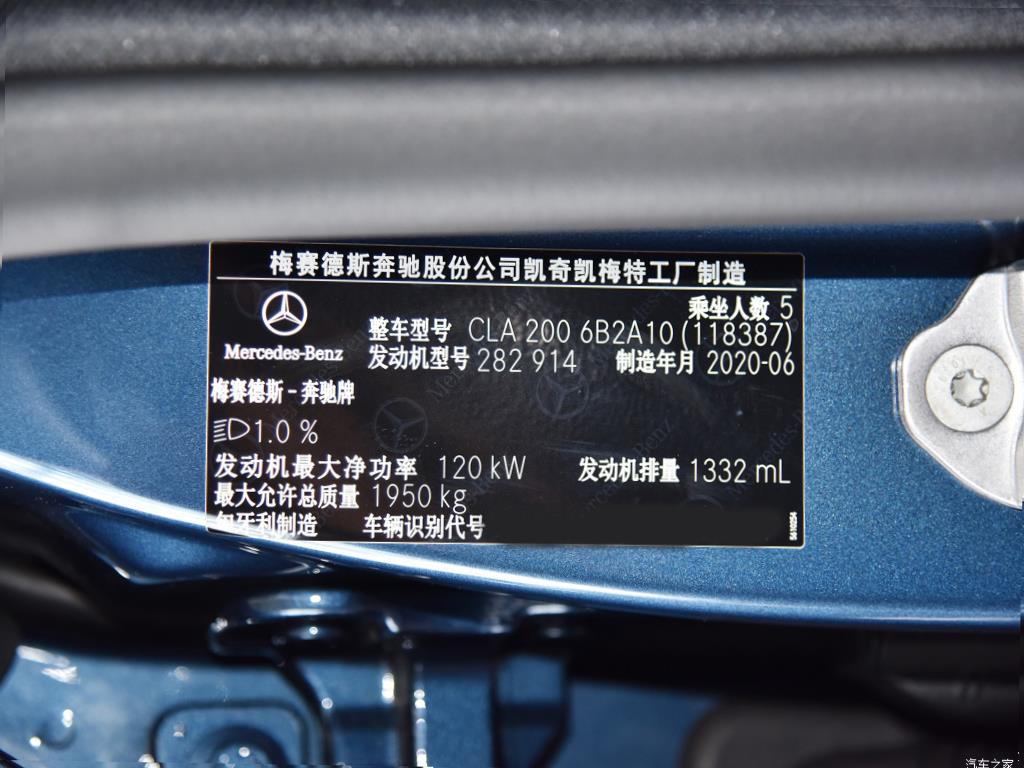 梅赛德斯奔驰股份公司凯奇凯梅特工厂制造
乘坐人数 5
Mercedes-Benz
整车型号 CLA 200 6B2A10 (118387)
发动机型号 282 914 制造年月 2020-06
梅赛德斯-奔驰牌
1.0 %
发动机最大净功率 120 kW 发动机排量 1332 mL
最大允许总质量 1950 kg
匈牙利制造 车辆识别代号
汽车之家